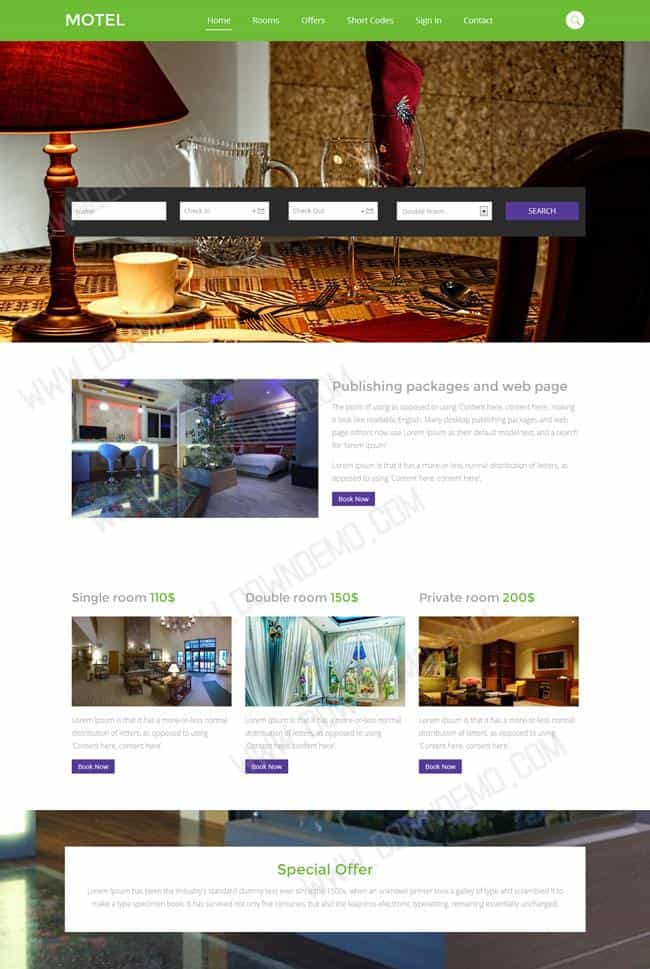 MOTEL
Home Rooms Offers Short Codes Sign In Contact
Name Check In Check Out Double Room SEARCH
Publishing packages and web page
The point of using as opposed to using 'Content here, content here', making
it look like readable English. Many desktop publishing packages and web
page editors now use Lorem Ipsum as their default model text, and a search
for 'lorem ipsum'
Lorem Ipsum is that it has a more-or-less normal distribution of letters, as
opposed to using 'Content here, content here'.
Book Now
Single room 110$
Lorem Ipsum is that it has a more-or-less normal
distribution of letters, as opposed to using
'Content here, content here'.
Book Now
Double room 150$
Lorem Ipsum is that it has a more-or-less normal
distribution of letters, as opposed to using
'Content here, content here'.
Book Now
Private room 200$
Lorem Ipsum is that it has a more-or-less normal
distribution of letters, as opposed to using
'Content here, content here'.
Book Now
Special Offer
Lorem Ipsum has been the industry's standard dummy text ever sin s the 1500s, when an unknown printer took a galley of type and scrambled it to
make a type specimen book. It has survived not only five centuries, but also the leap into electronic typesetting, remaining essentially unchanged.
WWW.DOWNDEMO.COM
WWW.DOWNDEMO.COM
WWW.DOWNDEMO.COM
WWW.DOWNDEMO.COM